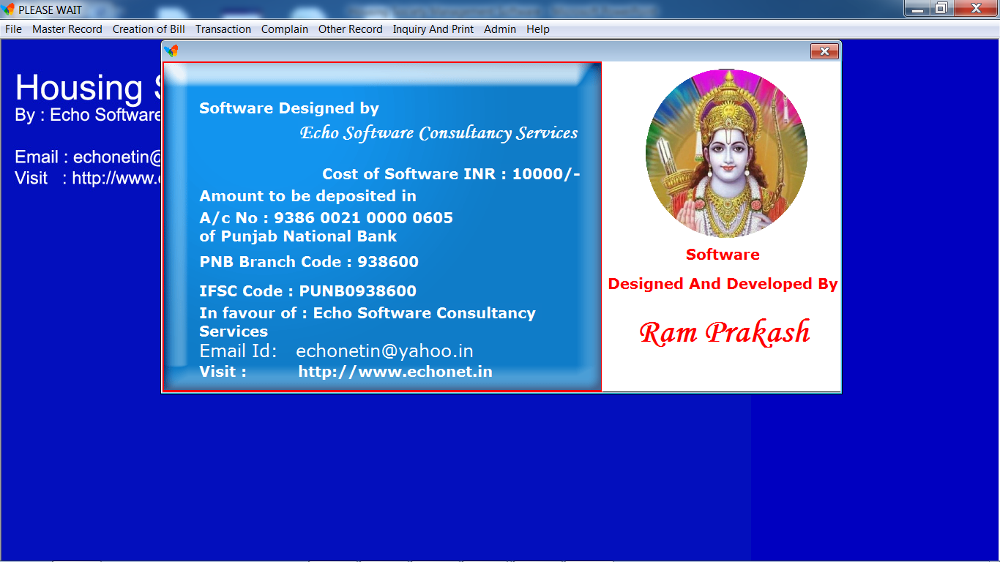 PLEASE WAIT
File Master Record Creation of Bill Transaction Complain Other Record Inquiry And Print Admin Help
Housing
By : Echo Software
Email : echonetin@
Visit : http://www.
Software Designed by
Echo Software Consultancy Services
Cost of Software INR : 10000/-
Amount to be deposited in
A/c No : 9386 0021 0000 0605
of Punjab National Bank
PNB Branch Code : 938600
IFSC Code : PUNB0938600
In favour of : Echo Software Consultancy
Services
Email Id: echonetin@yahoo.in
Visit : http://www.echonet.in
Software
Designed And Developed By
Ram Prakash